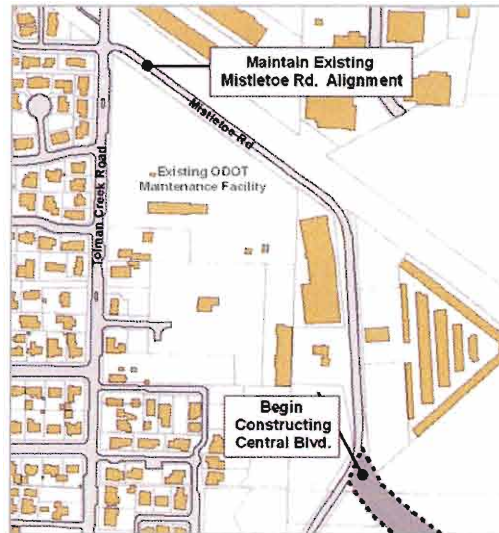 Maintain Existing
Mistletoe Rd. Alignment
Mistletoe Rd
Existing ODOT
Maintenance Facility
Tolman Creek Road
Begin
Constructing
Central Blvd.